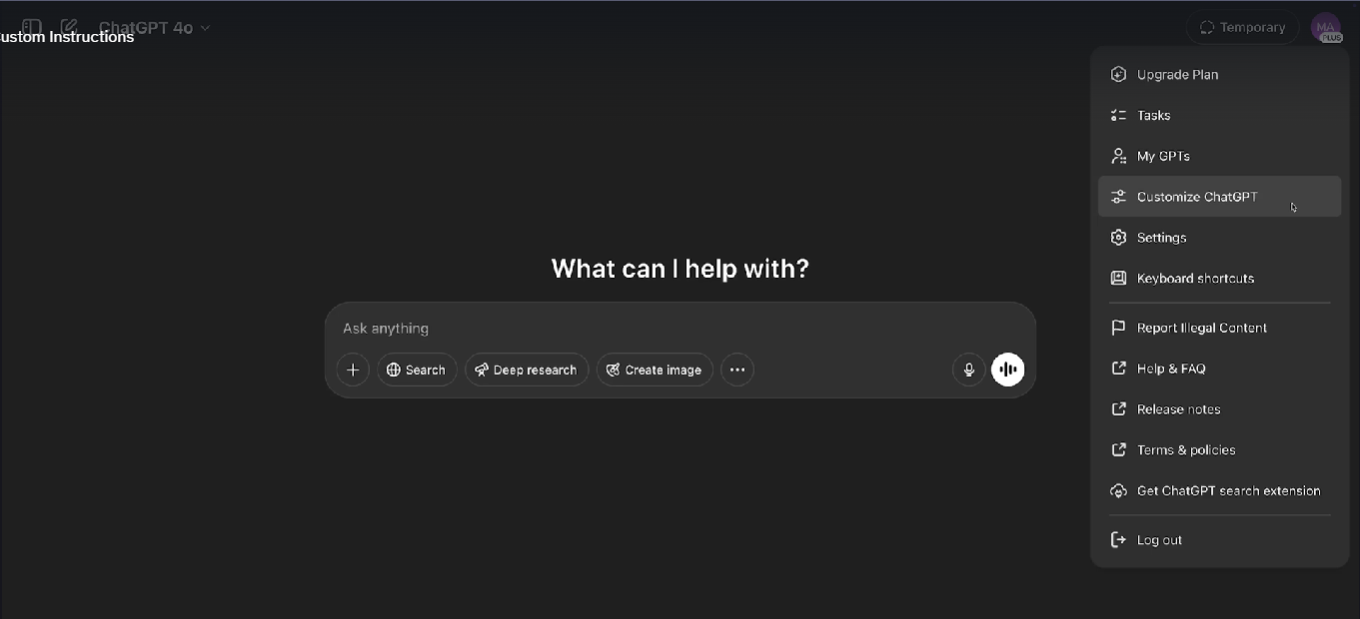 ChatGPT 4o
ustom Instructions
Temporary
MA
PLUS
Upgrade Plan
Tasks
My GPTs
Customize ChatGPT
Settings
Keyboard shortcuts
What can I help with?
Ask anything
Search
Deep research
Create image
Report Illegal Content
Help & FAQ
Release notes
Terms & policies
Get ChatGPT search extension
Log out